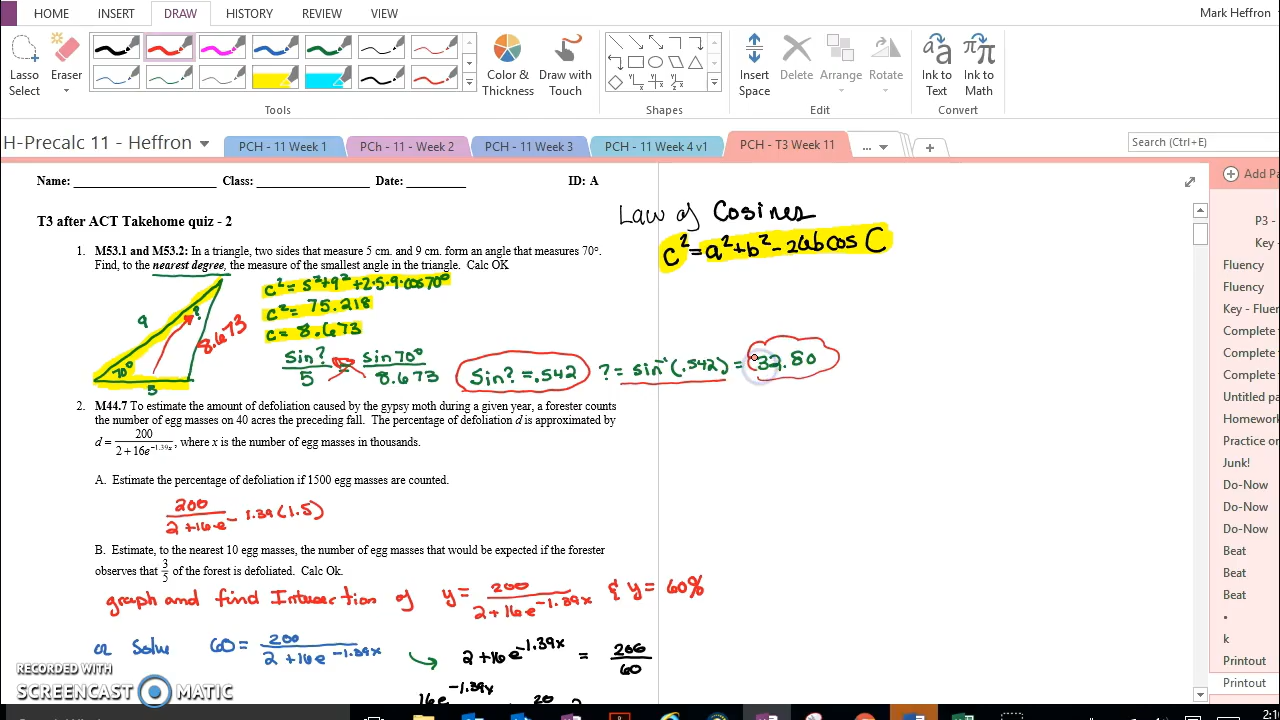 Mark Heffron
HOME INSERT DRAW HISTORY REVIEW VIEW
Lasso Select
Eraser
Color & Thickness
Draw with Touch
Insert Space
Delete
Arrange
Rotate
Ink to Text
Ink to Math
Tools Shapes Edit Convert
H-Precalc 11 - Heffron
PCH - 11 Week 1
PCh - 11 - Week 2
PCH - 11 Week 3
PCH - 11 Week 4 v1
PCH - T3 Week 11
...
Search (Ctrl+E)
Name: ______________________ Class: _________________ Date: _________ ID: A
T3 after ACT Takehome quiz - 2
Law of Cosines
c² = a²+b² - 2ab cos C
1. M53.1 and M53.2: In a triangle, two sides that measure 5 cm. and 9 cm. form an angle that measures 70°.
Find, to the nearest degree, the measure of the smallest angle in the triangle. Calc OK
c² = 5²+9²+2·5·9·cos70°
c² = 75.218
c = 8.673
9
?
8.673
70°
5
Sin?/5 = Sin70°/8.673
Sin? = .542
? = sin⁻¹(.542) = 32.80
2. M44.7 To estimate the amount of defoliation caused by the gypsy moth during a given year, a forester counts
the number of egg masses on 40 acres the preceding fall. The percentage of defoliation d is approximated by
d = 200/(2+16e^-1.39x), where x is the number of egg masses in thousands.
A. Estimate the percentage of defoliation if 1500 egg masses are counted.
200/(2+16e) - 1.39(1.5)
B. Estimate, to the nearest 10 egg masses, the number of egg masses that would be expected if the forester
observes that 3/5 of the forest is defoliated. Calc Ok.
graph and find Intersection of y = 200/(2+16e^-1.39x) & y = 60%
or Solve 60 = 200/(2+16e^-1.39x)
2+16e^-1.39x = 200/60
16e^-1.39x
20
RECORDED WITH
SCREENCAST MATIC
Add Pa
P3 -
Key
Fluency
Fluency
Key - Fluen
Complete
Complete
Complete
Untitled pa
Homework
Practice or
Junk!
Do-Now
Do-Now
Do-Now
Beat
Beat
Beat
•
k
Printout
Printout